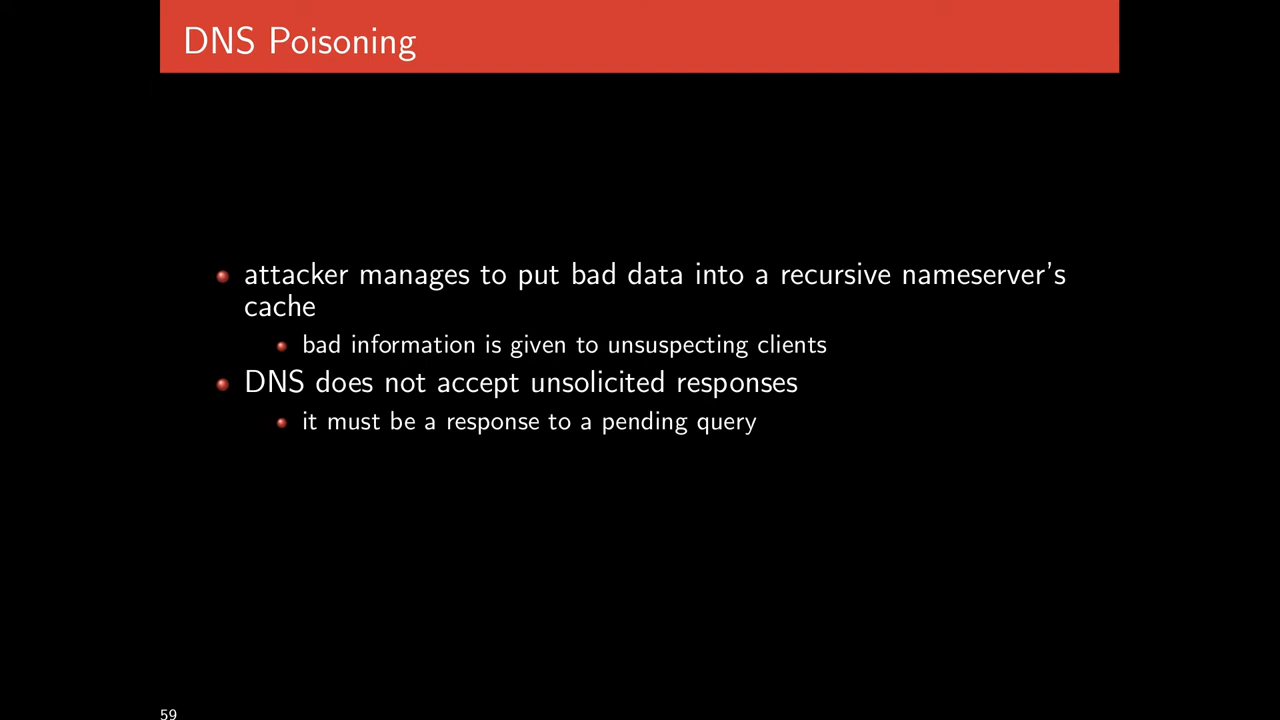 DNS Poisoning
attacker manages to put bad data into a recursive nameserver's
cache
bad information is given to unsuspecting clients
DNS does not accept unsolicited responses
it must be a response to a pending query
59